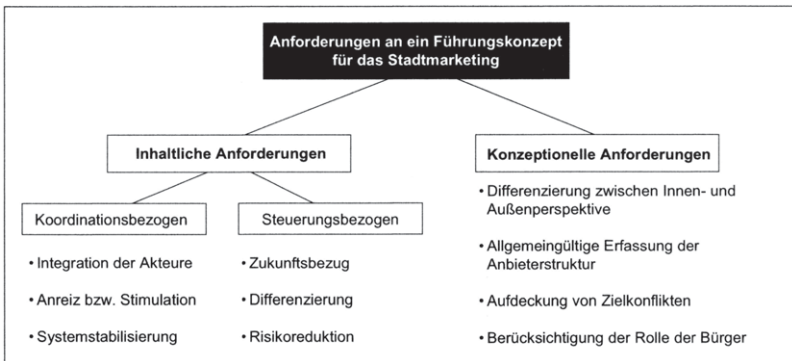 Anforderungen an ein Führungskonzept
für das Stadtmarketing
Inhaltliche Anforderungen
Konzeptionelle Anforderungen
Koordinationsbezogen
Steuerungsbezogen
• Integration der Akteure
• Anreiz bzw. Stimulation
• Systemstabilisierung
• Zukunftsbezug
• Differenzierung
• Risikoreduktion
• Differenzierung zwischen Innen- und
Außenperspektive
• Allgemeingültige Erfassung der
Anbieterstruktur
• Aufdeckung von Zielkonflikten
• Berücksichtigung der Rolle der Bürger